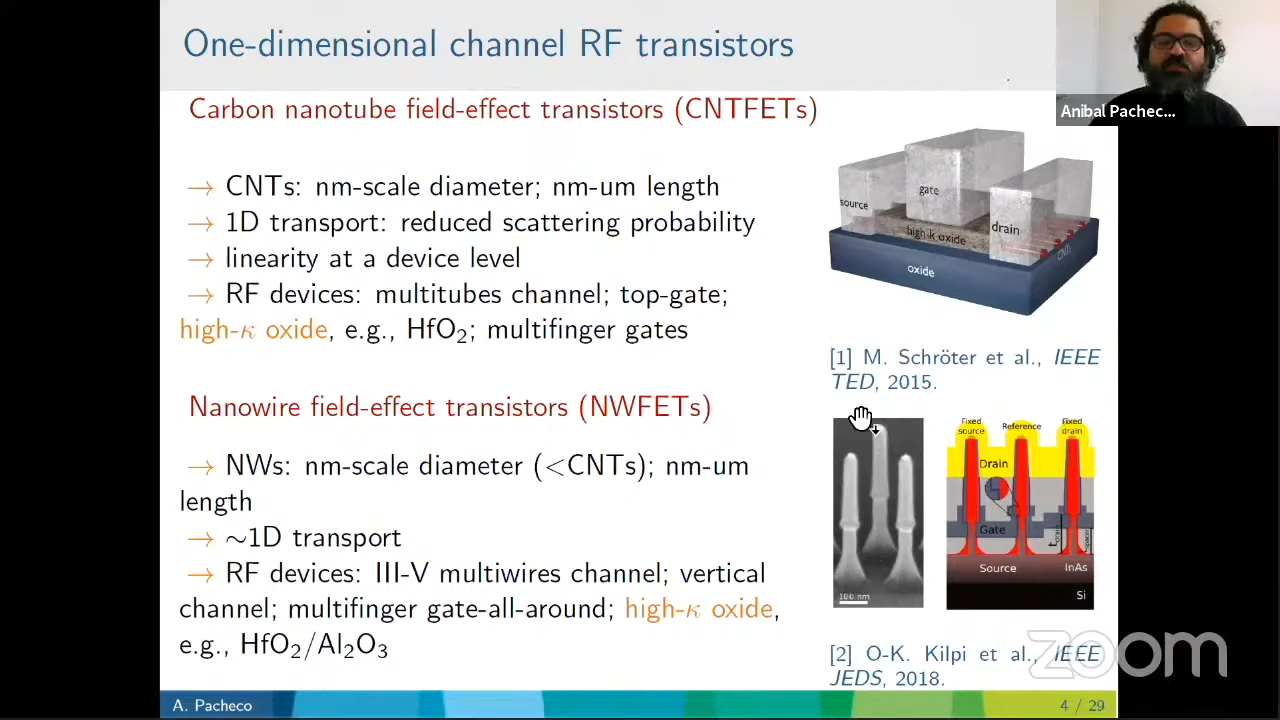 One-dimensional channel RF transistors
Anibal Pachec...
Carbon nanotube field-effect transistors (CNTFETs)
→ CNTs: nm-scale diameter; nm-um length
→ 1D transport: reduced scattering probability
→ linearity at a device level
→ RF devices: multitubes channel; top-gate;
high-κ oxide, e.g., HfO₂; multifinger gates
source
gate
drain
high-k oxide
CNTs
oxide
[1] M. Schröter et al., IEEE
TED, 2015.
Nanowire field-effect transistors (NWFETs)
→ NWs: nm-scale diameter (<CNTs); nm-um
length
→ ~1D transport
→ RF devices: III-V multiwires channel; vertical
channel; multifinger gate-all-around; high-κ oxide,
e.g., HfO₂/Al₂O₃
100 nm
Fixed
source
Reference
Fixed
drain
Drain
Gate
Source
InAs
Si
[2] O-K. Kilpi et al., IEEE
JEDS, 2018.
zoom
A. Pacheco
4 / 29